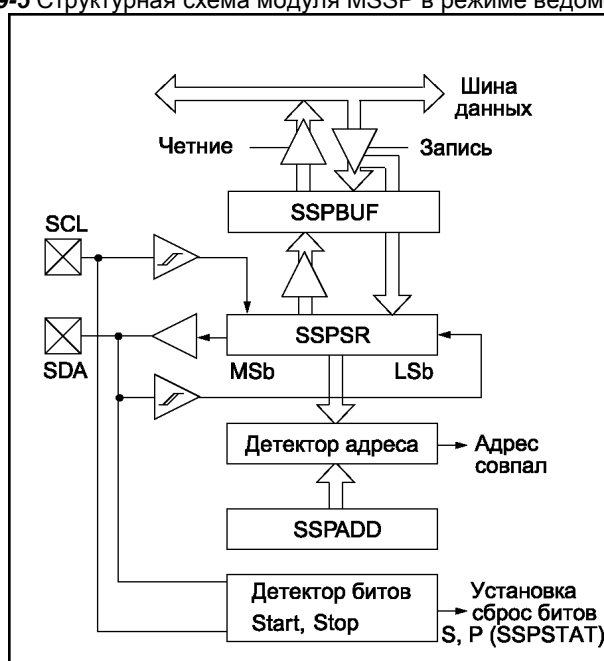 9-5 Структурная схема модуля MSSP в режиме ведом
Шина
данных
Четние
Запись
SSPBUF
SCL
SSPSR
SDA
MSb
LSb
Детектор адреса
Адрес
совпал
SSPADD
Детектор битов
Start, Stop
Установка
сброс битов
S, P (SSPSTAT)